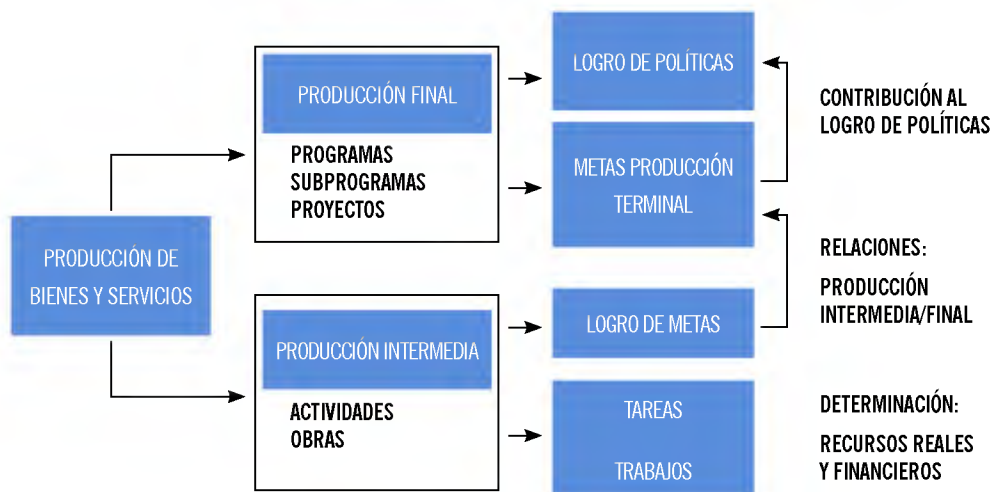 PRODUCCIÓN DE
BIENES Y SERVICIOS
PRODUCCIÓN FINAL
PROGRAMAS
SUBPROGRAMAS
PROYECTOS
PRODUCCIÓN INTERMEDIA
ACTIVIDADES
OBRAS
LOGRO DE POLÍTICAS
METAS PRODUCCIÓN
TERMINAL
LOGRO DE METAS
TAREAS
TRABAJOS
CONTRIBUCIÓN AL
LOGRO DE POLÍTICAS
RELACIONES:
PRODUCCIÓN
INTERMEDIA/FINAL
DETERMINACIÓN:
RECURSOS REALES
Y FINANCIEROS